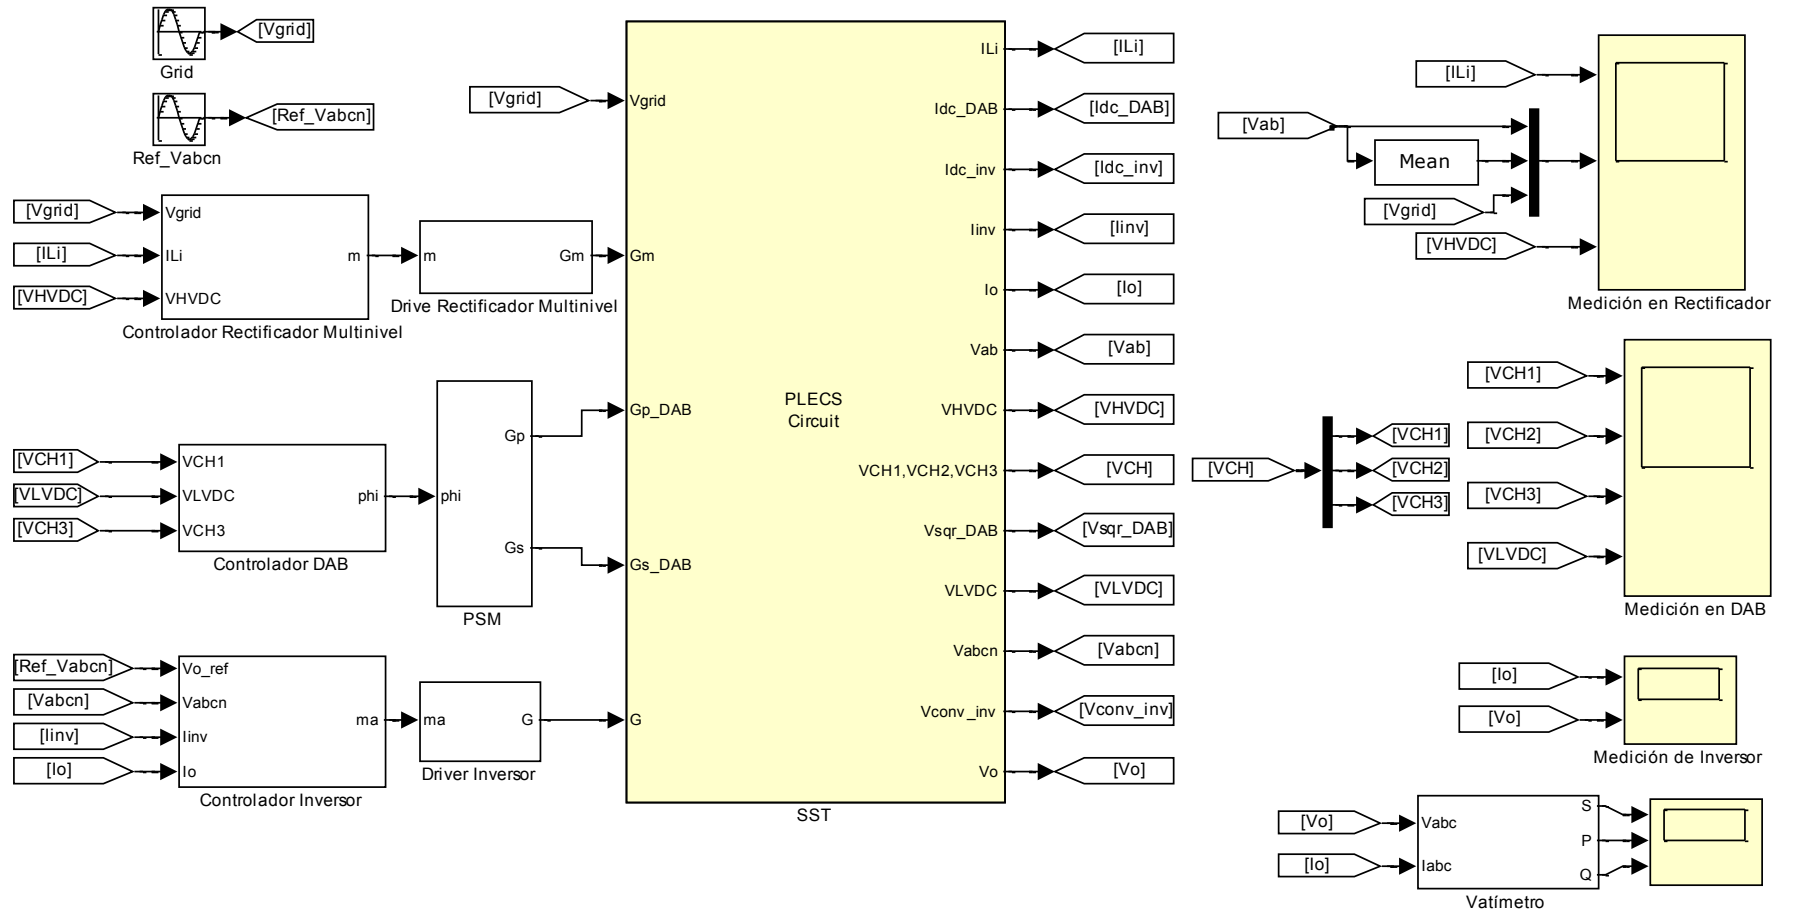 [Vgrid]
Grid
[Ref_Vabcn]
Ref_Vabcn
[Vgrid]
[ILi]
[VHVDC]
Vgrid
ILi
VHVDC
m
Controlador Rectificador Multinivel
m
Gm
Drive Rectificador Multinivel
[VCH1]
[VLVDC]
[VCH3]
VCH1
VLVDC
VCH3
phi
Controlador DAB
phi
Gp
Gs
PSM
[Ref_Vabcn]
[Vabcn]
[Iinv]
[Io]
Vo_ref
Vabcn
Iinv
Io
ma
Controlador Inversor
ma
G
Driver Inversor
[Vgrid]
Vgrid
Gm
Gp_DAB
Gs_DAB
G
PLECS
Circuit
ILi
Idc_DAB
Idc_inv
Iinv
Io
Vab
VHVDC
VCH1,VCH2,VCH3
Vsqr_DAB
VLVDC
Vabcn
Vconv_inv
Vo
SST
[ILi]
[Idc_DAB]
[Idc_inv]
[Iinv]
[Io]
[Vab]
[VHVDC]
[VCH]
[Vsqr_DAB]
[VLVDC]
[Vabcn]
[Vconv_inv]
[Vo]
[ILi]
[Vab]
Mean
[Vgrid]
[VHVDC]
Medición en Rectificador
[VCH]
[VCH1]
[VCH2]
[VCH3]
[VCH1]
[VCH2]
[VCH3]
[VLVDC]
Medición en DAB
[Io]
[Vo]
Medición de Inversor
[Vo]
[Io]
Vabc
Iabc
S
P
Q
Vatímetro